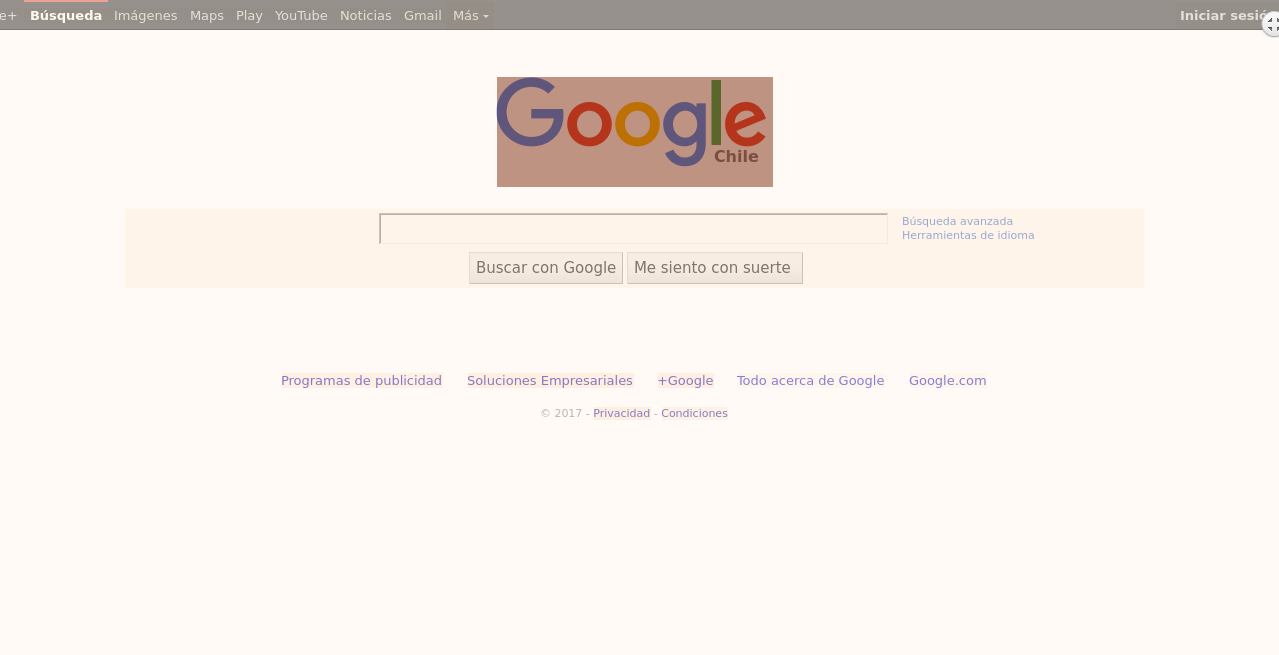 e+ Búsqueda Imágenes Maps Play YouTube Noticias Gmail Más Iniciar sesió
Google
Chile
Búsqueda avanzada
Herramientas de idioma
Buscar con Google Me siento con suerte
Programas de publicidad Soluciones Empresariales +Google Todo acerca de Google Google.com
© 2017 - Privacidad - Condiciones